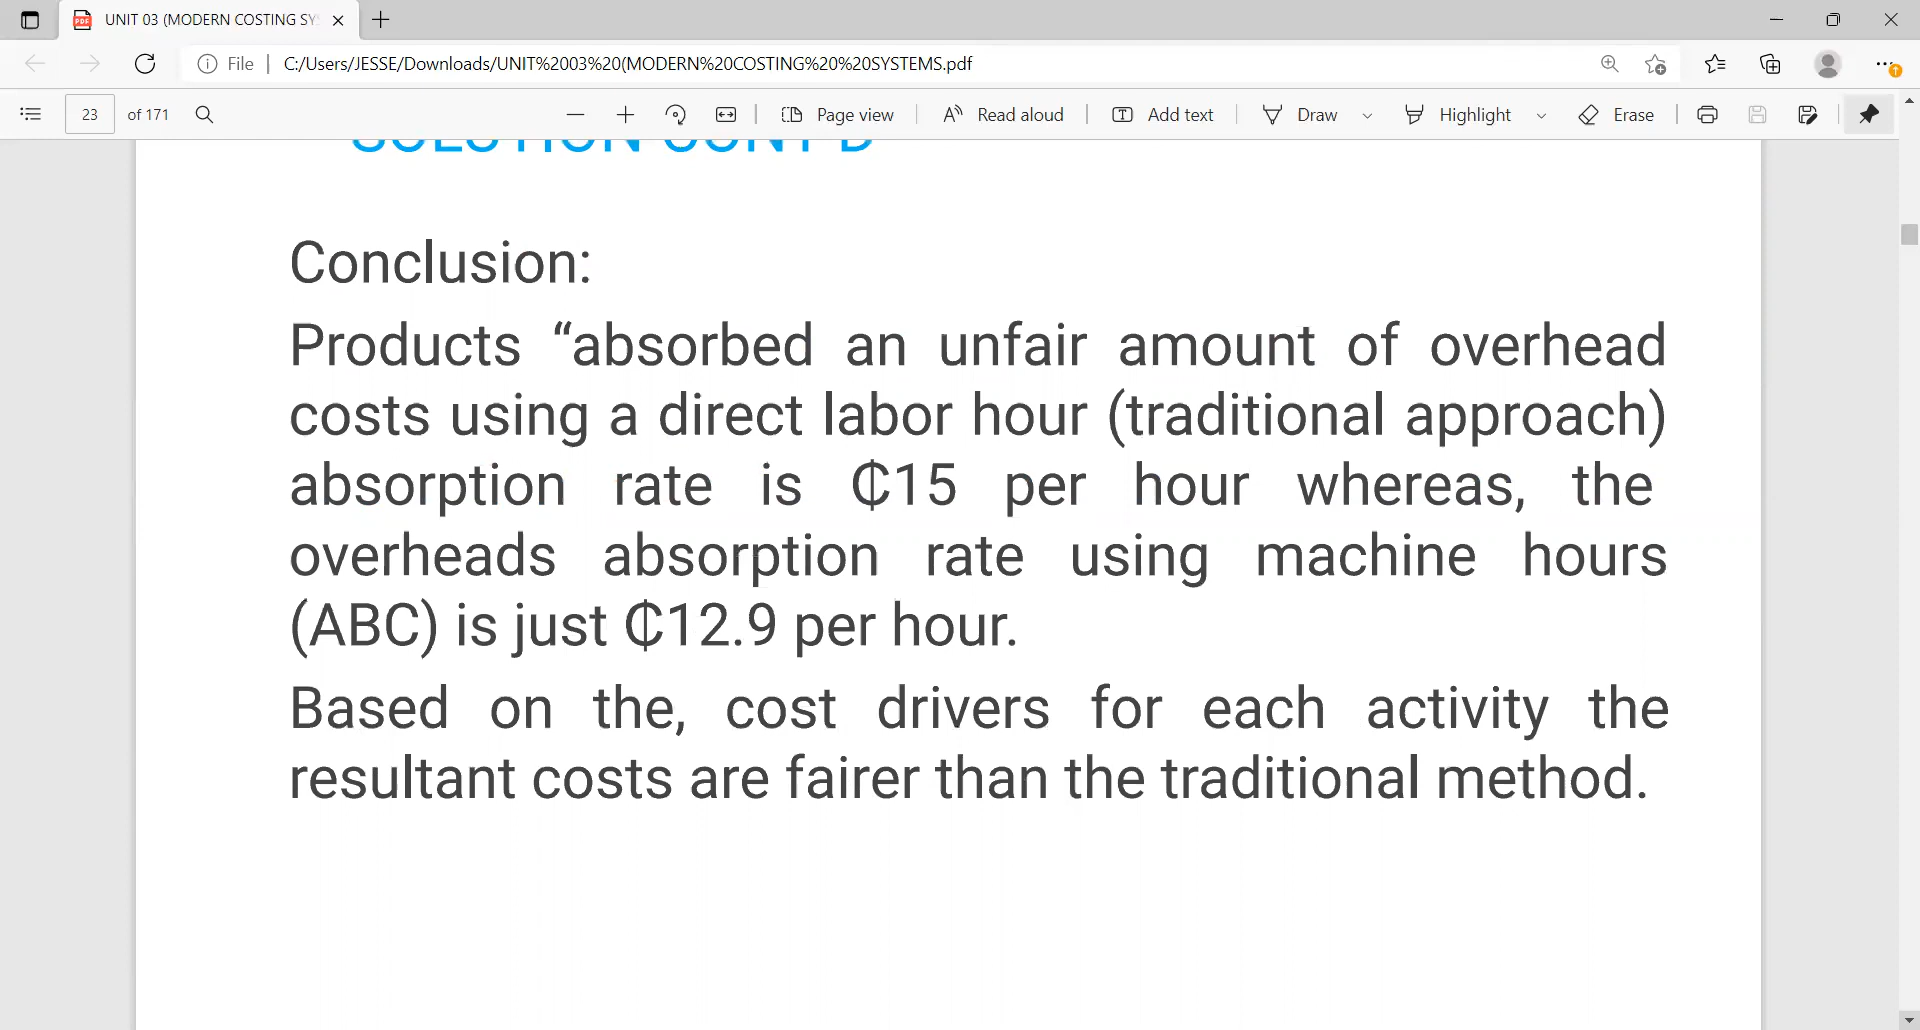 UNIT 03 (MODERN COSTING SY
File
C:/Users/JESSE/Downloads/UNIT%2003%20(MODERN%20COSTING%20%20SYSTEMS.pdf
23 of 171
Page view
Read aloud
Add text
Draw
Highlight
Erase
SOLUTION CONT'D
Conclusion:
Products “absorbed an unfair amount of overhead
costs using a direct labor hour (traditional approach)
absorption rate is ₵15 per hour whereas, the
overheads absorption rate using machine hours
(ABC) is just ₵12.9 per hour.
Based on the, cost drivers for each activity the
resultant costs are fairer than the traditional method.